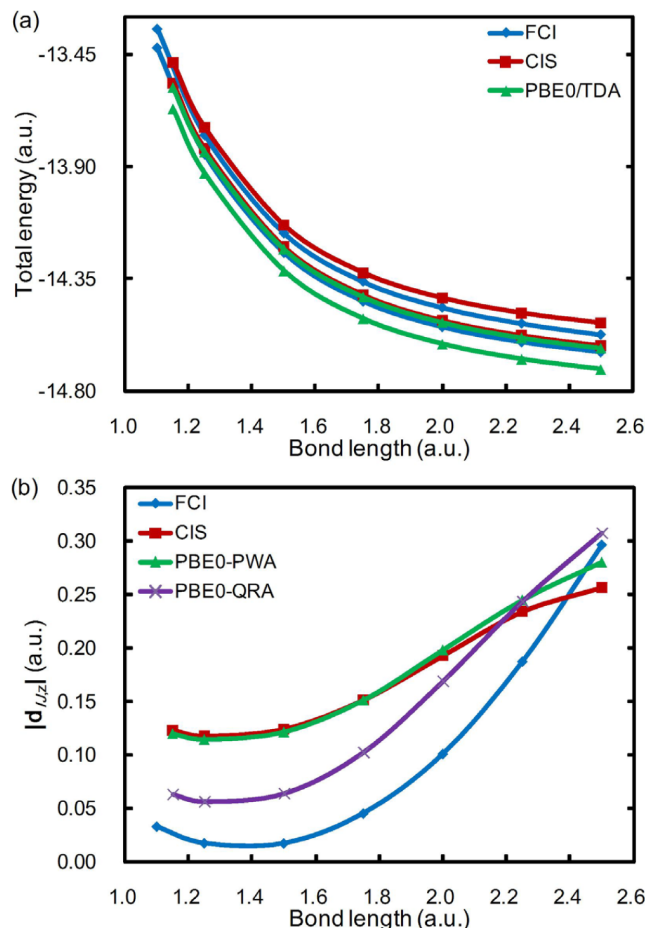 (a)
FCI
CIS
PBE0/TDA
Total energy (a.u.)
-13.45
-13.90
-14.35
-14.80
1.0 1.2 1.4 1.6 1.8 2.0 2.2 2.4 2.6
Bond length (a.u.)
(b)
FCI
CIS
PBE0-PWA
PBE0-QRA
|d_{IJ,z}| (a.u.)
0.35
0.30
0.25
0.20
0.15
0.10
0.05
0.00
1.0 1.2 1.4 1.6 1.8 2.0 2.2 2.4 2.6
Bond length (a.u.)